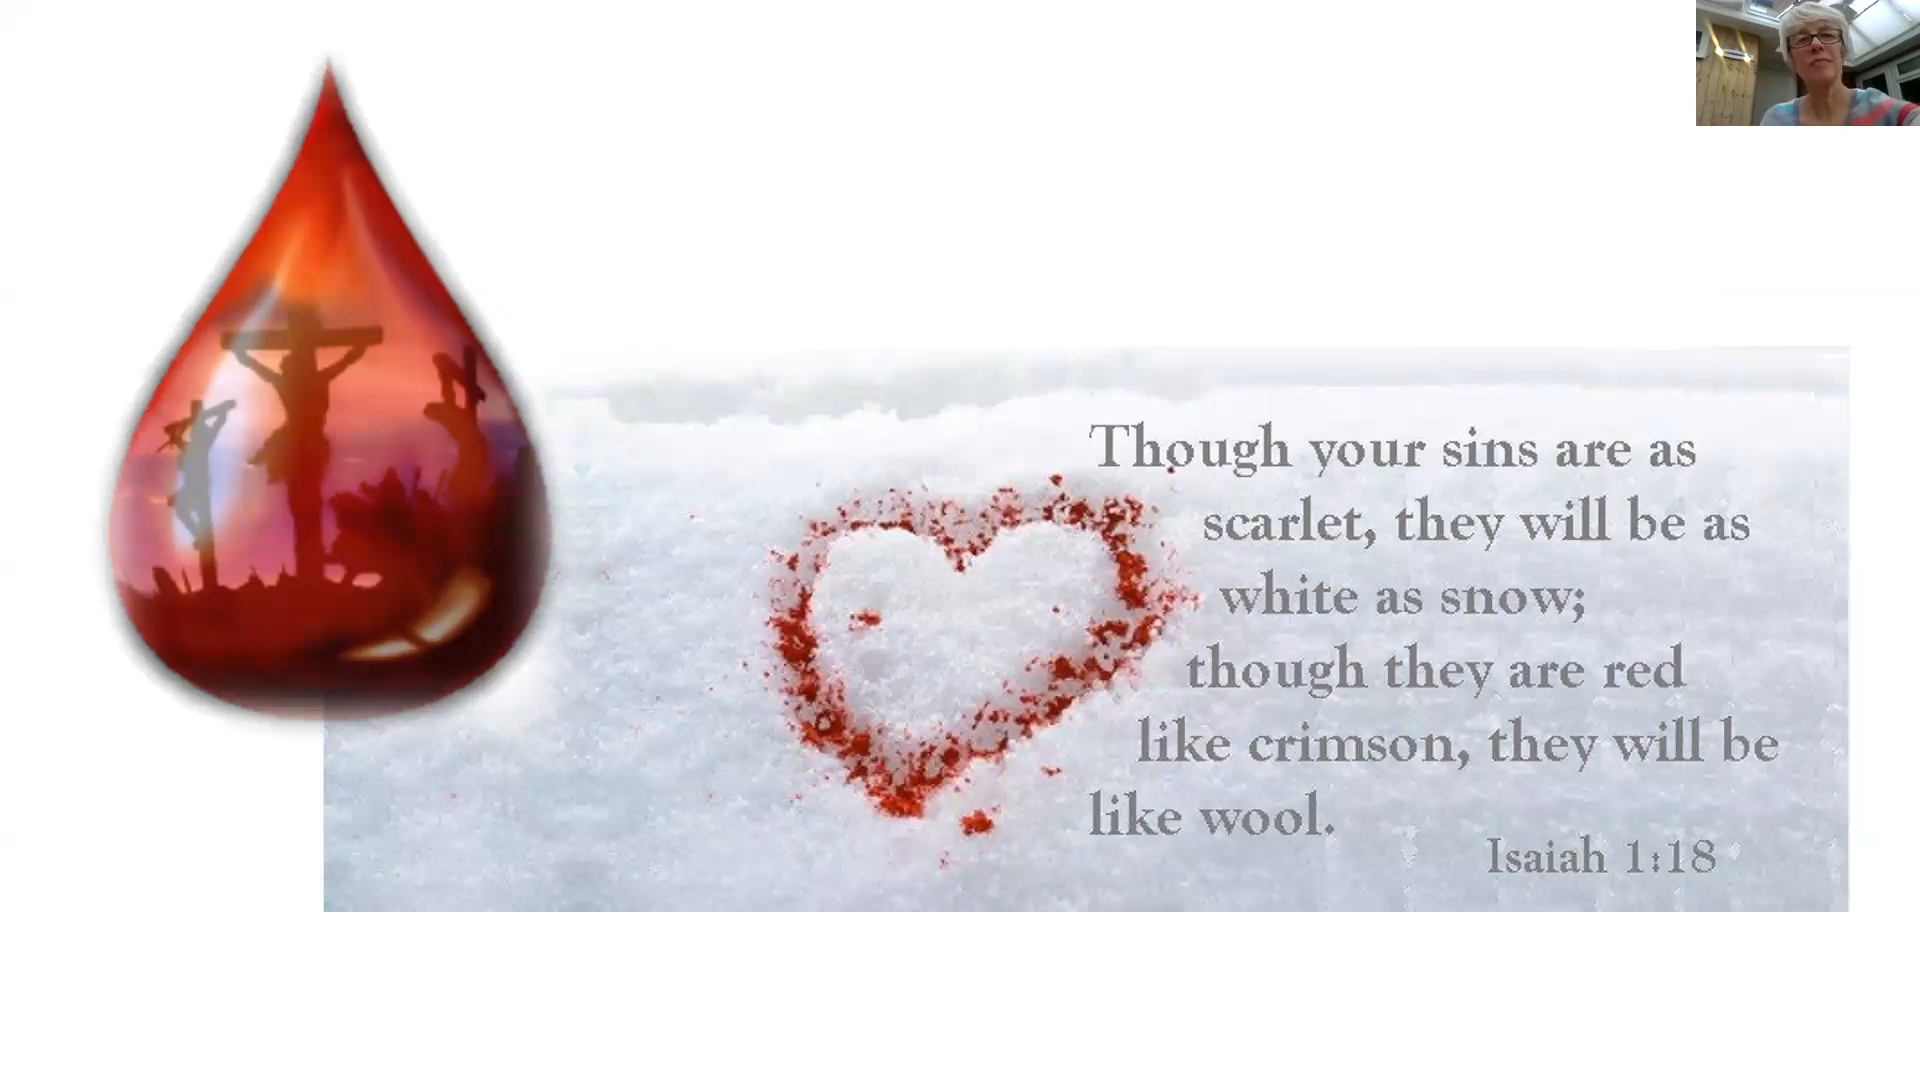 Though your sins are as
scarlet, they will be as
white as snow;
though they are red
like crimson, they will be
like wool.
Isaiah 1:18